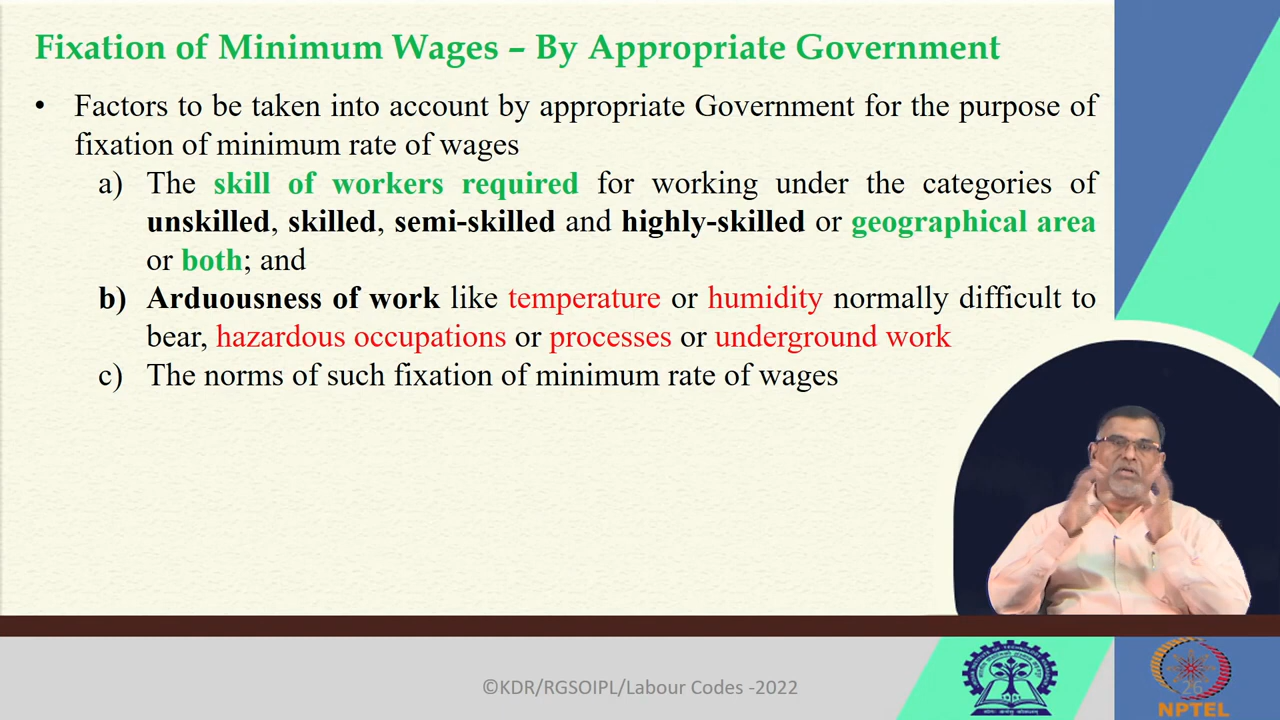 Fixation of Minimum Wages – By Appropriate Government
• Factors to be taken into account by appropriate Government for the purpose of
fixation of minimum rate of wages
a) The skill of workers required for working under the categories of
unskilled, skilled, semi-skilled and highly-skilled or geographical area
or both; and
b) Arduousness of work like temperature or humidity normally difficult to
bear, hazardous occupations or processes or underground work
c) The norms of such fixation of minimum rate of wages
©KDR/RGSOIPL/Labour Codes -2022
26
NPTEL